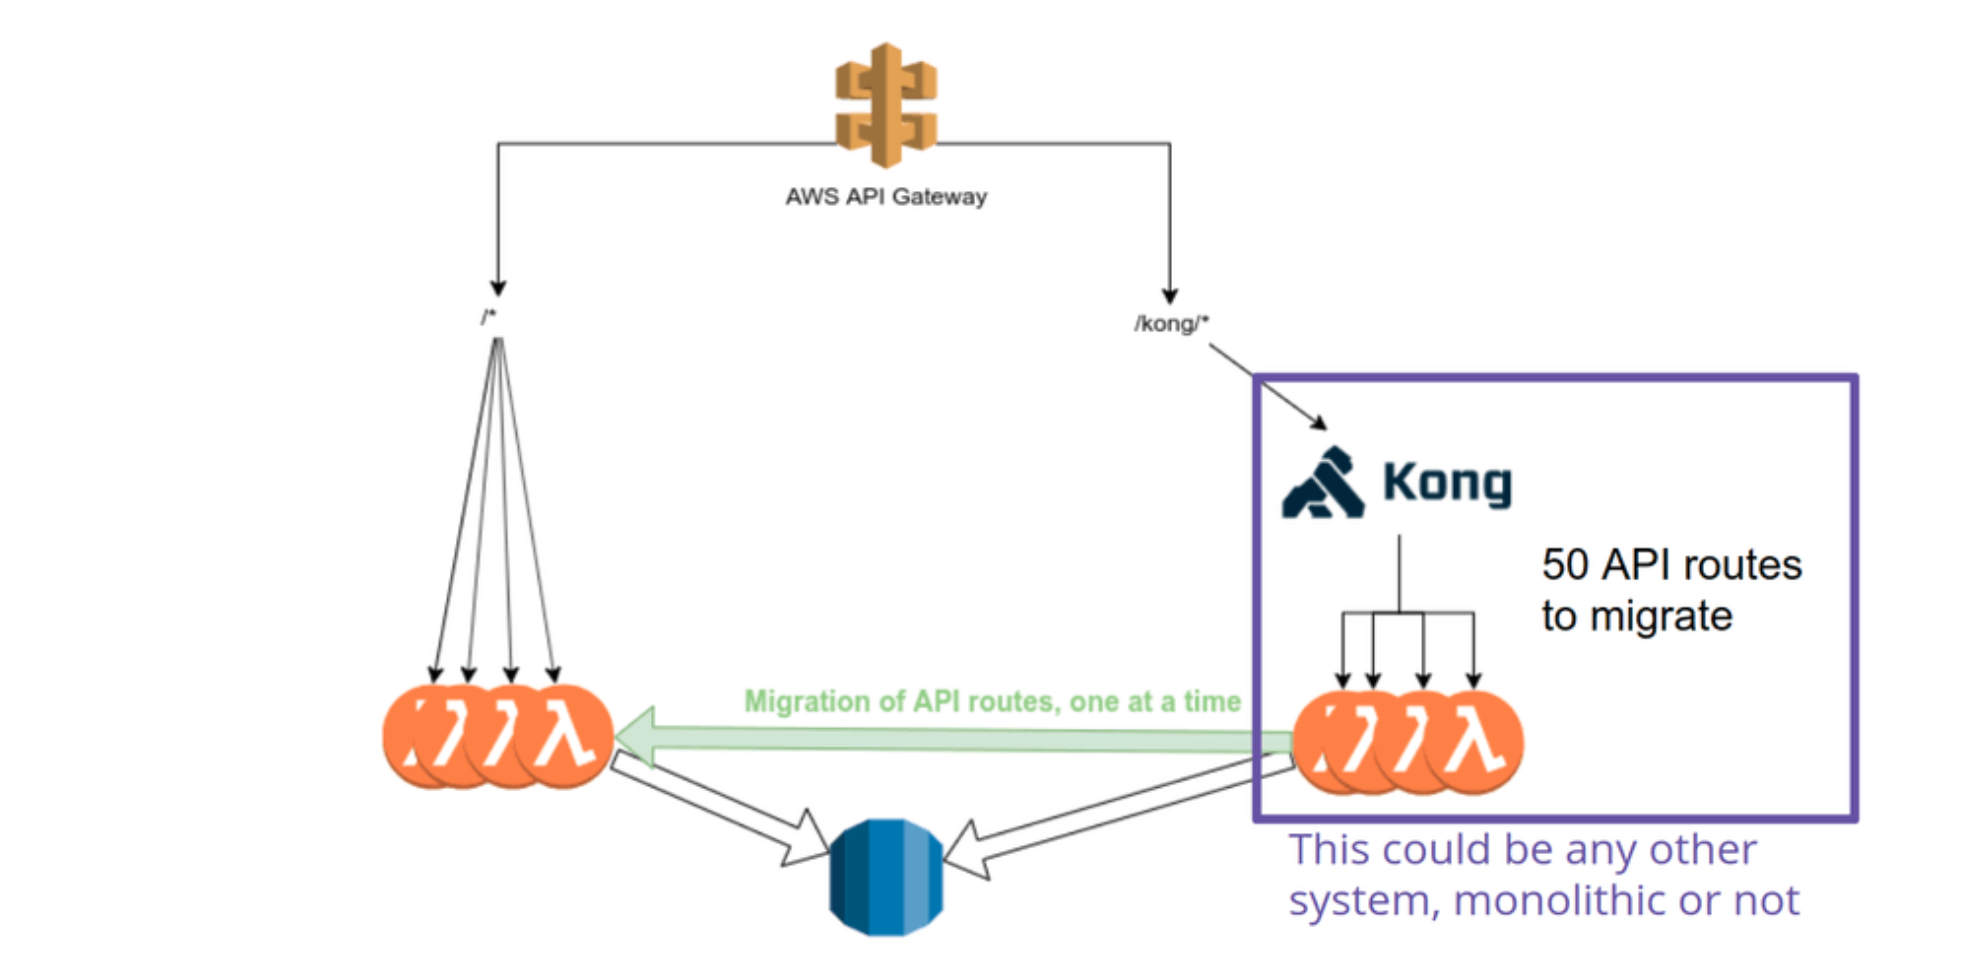 AWS API Gateway
/*
/kong/*
Kong
50 API routes
to migrate
Migration of API routes, one at a time
λ λ λ λ
λ λ λ λ
This could be any other
system, monolithic or not